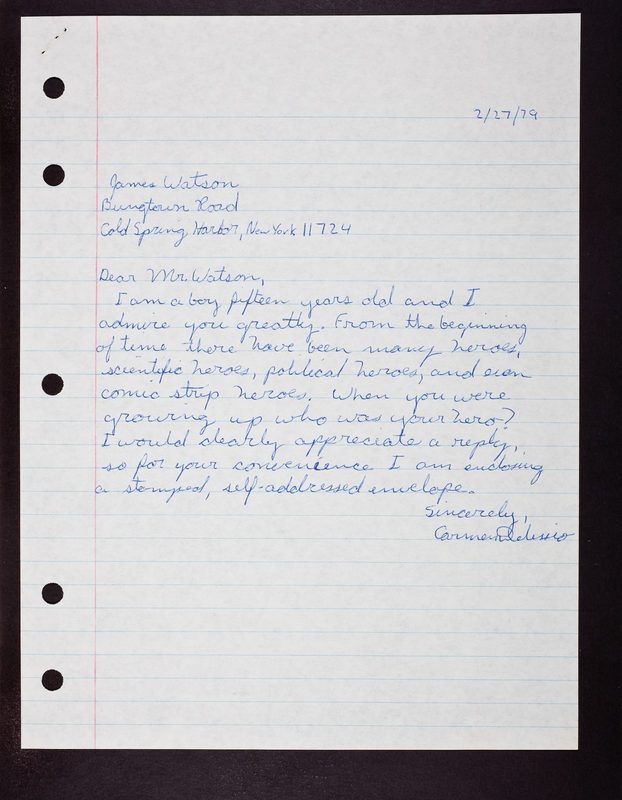 2/27/79
James Watson
Bungtown Road
Cold Spring Harbor, New York 11724
Dear Mr. Watson,
I am a boy fifteen years old and I
admire you greatly. From the beginning
of time there have been many heroes,
scientific heroes, political heroes, and even
comic strip heroes. When you were
growing up who was your hero?
I would dearly appreciate a reply,
so for your convenience I am enclosing
a stamped, self-addressed envelope.
Sincerely,
Carmen